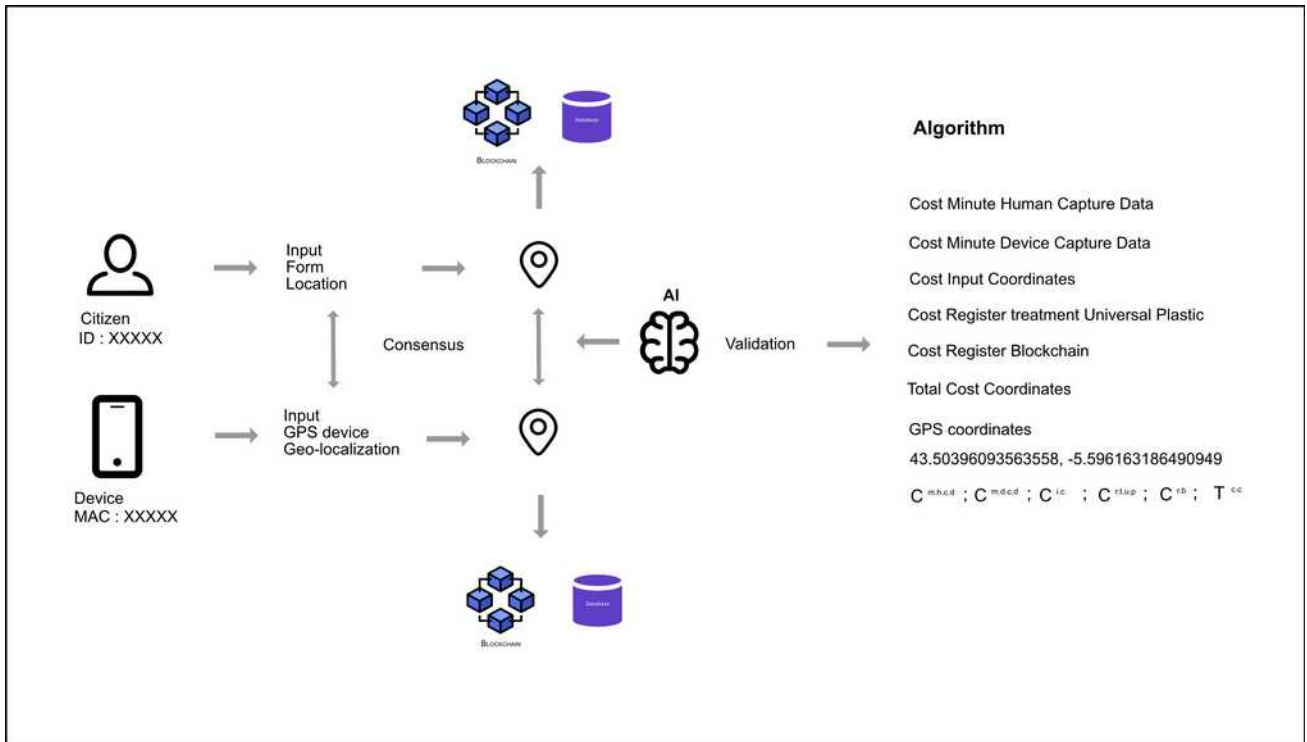 BLOCKCHAIN
Database
Citizen
ID : XXXXX
Input
Form
Location
Consensus
Device
MAC : XXXXX
Input
GPS device
Geo-localization
BLOCKCHAIN
Database
AI
Validation
Algorithm
Cost Minute Human Capture Data
Cost Minute Device Capture Data
Cost Input Coordinates
Cost Register treatment Universal Plastic
Cost Register Blockchain
Total Cost Coordinates
GPS coordinates
43.50396093563558, -5.596163186490949
C m.h.c.d ; C m.d.c.d ; C i.c. ; C r.t.u.p ; C r.b ; T c.c